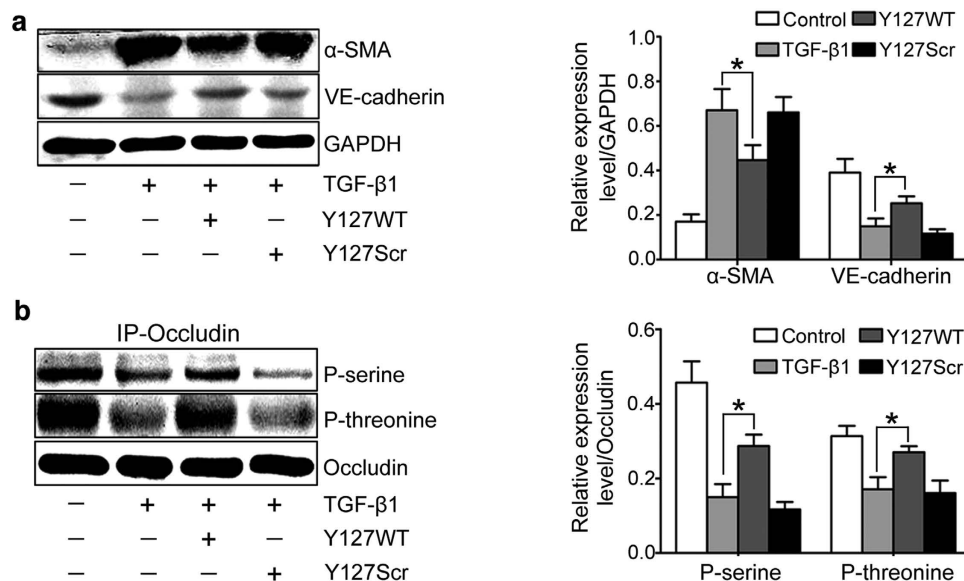 a
α-SMA
VE-cadherin
GAPDH
— + + + TGF-β1
— — + — Y127WT
— — — + Y127Scr
Control Y127WT
TGF-β1 Y127Scr
*
*
Relative expression
level/GAPDH
0.8
0.6
0.4
0.2
0.0
α-SMA VE-cadherin
b
IP-Occludin
P-serine
P-threonine
Occludin
— + + + TGF-β1
— — + — Y127WT
— — — + Y127Scr
Control Y127WT
TGF-β1 Y127Scr
*
*
Relative expression
level/Occludin
0.6
0.4
0.2
0.0
P-serine P-threonine